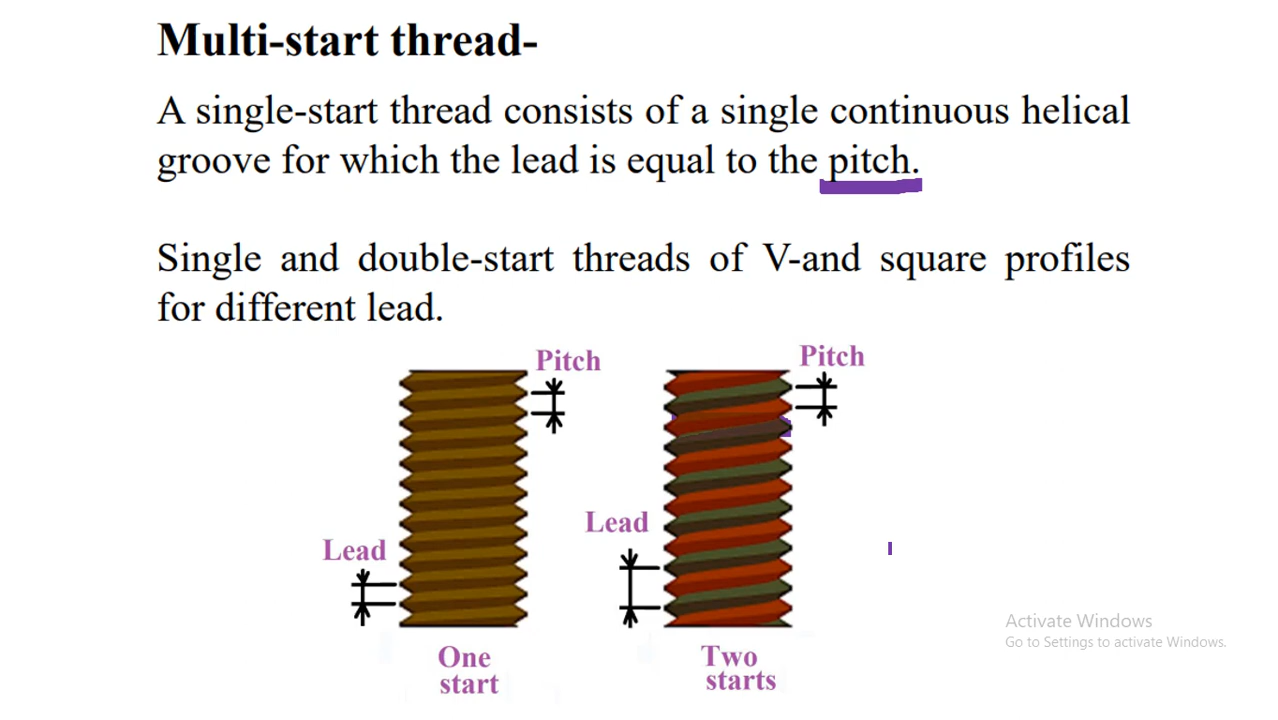 Multi-start thread-
A single-start thread consists of a single continuous helical
groove for which the lead is equal to the pitch.
Single and double-start threads of V-and square profiles
for different lead.
Pitch
Pitch
Lead
Lead
One
start
Two
starts
Activate Windows
Go to Settings to activate Windows.